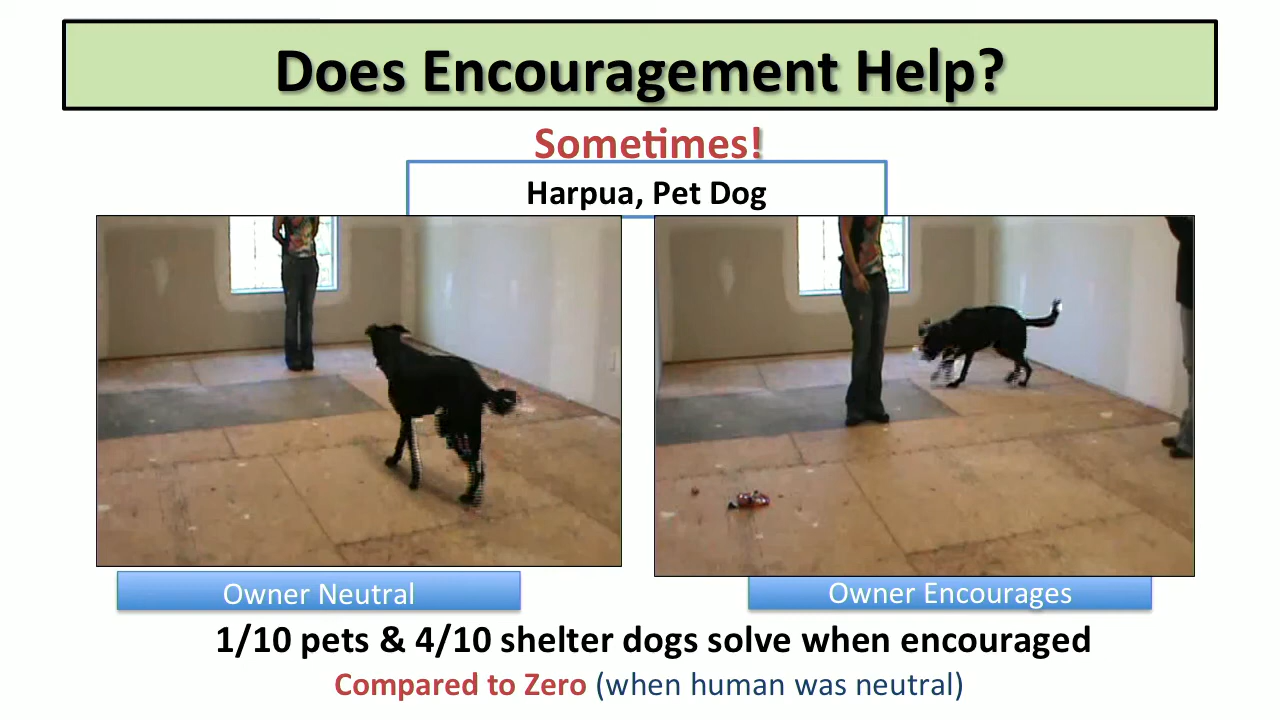 Does Encouragement Help?
Sometimes!
Harpua, Pet Dog
Owner Neutral
Owner Encourages
1/10 pets & 4/10 shelter dogs solve when encouraged
Compared to Zero (when human was neutral)